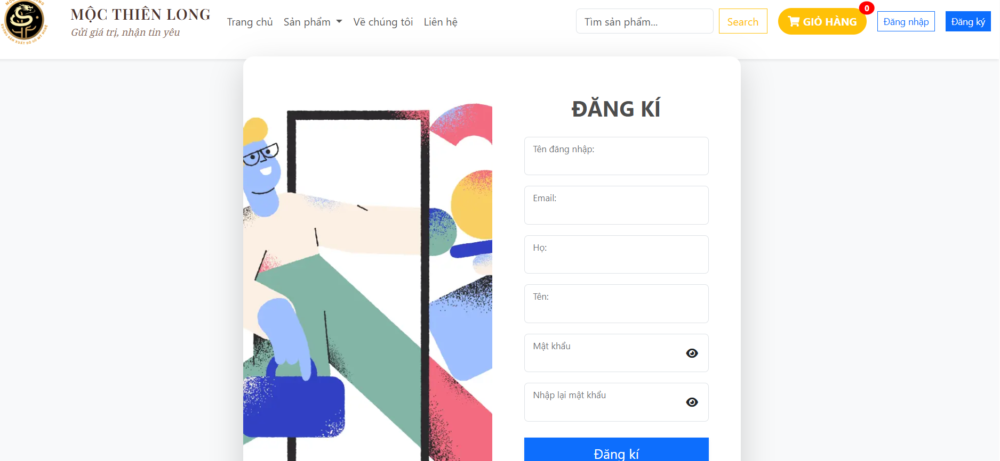 MỘC THIÊN LONG
Gửi giá trị, nhận tin yêu
Trang chủ Sản phẩm Về chúng tôi Liên hệ
Tìm sản phẩm... Search
GIỎ HÀNG 0
Đăng nhập Đăng ký
ĐĂNG KÍ
Tên đăng nhập:
Email:
Họ:
Tên:
Mật khẩu
Nhập lại mật khẩu
Đăng kí